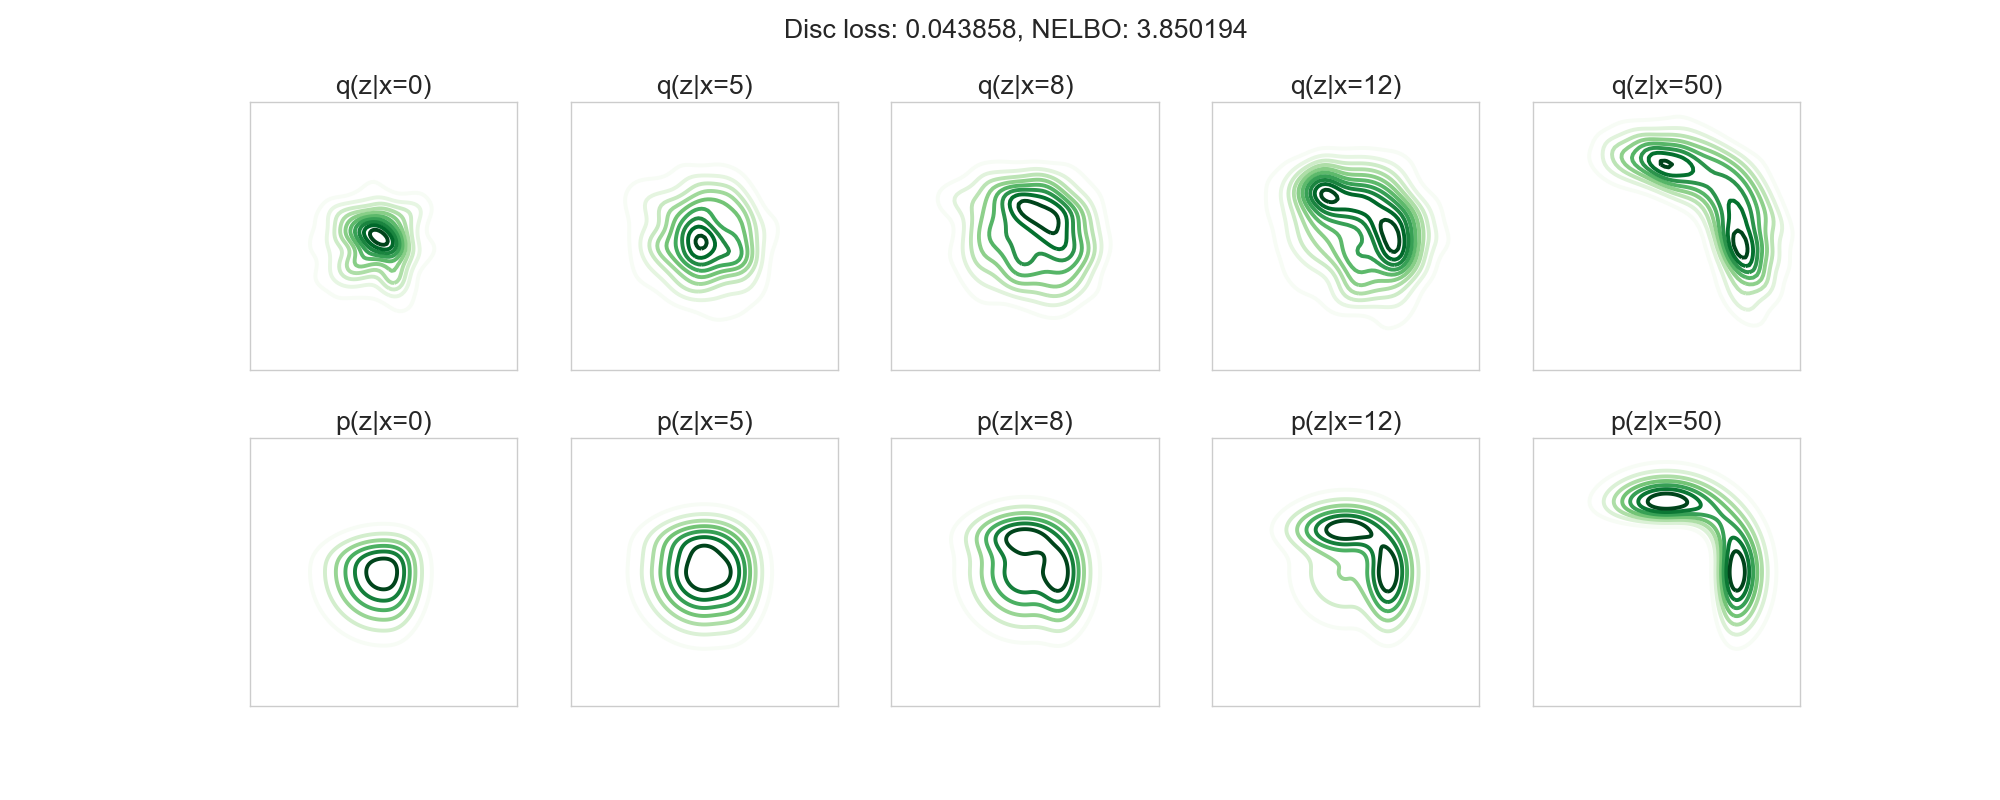 Disc loss: 0.043858, NELBO: 3.850194
q(z|x=0) q(z|x=5) q(z|x=8) q(z|x=12) q(z|x=50)
p(z|x=0) p(z|x=5) p(z|x=8) p(z|x=12) p(z|x=50)